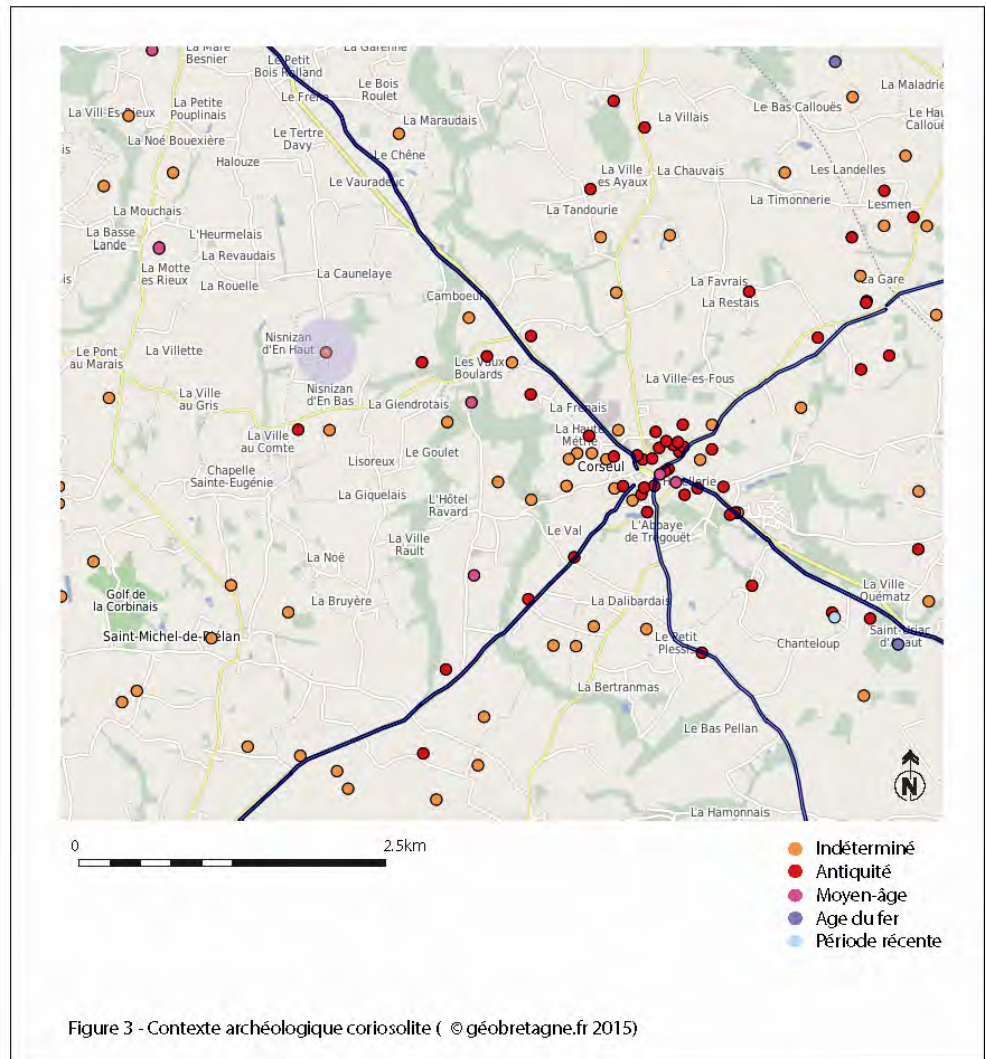 La Mare
Besnier
Le Petit
Bois Rolland
La Garenne
Le Bois
Roulet
Le Frêne
La Vill-Es-Rieux
La Petite
Pouplinais
La Maraudais
La Noë Bouexière
Le Tertre
Davy
Halouze
Le Chêne
Le Vauraduc
La Mouchais
La Basse
Lande
L'Heurmelais
La Revaudais
La Motte
es Rieux
La Rouelle
La Caunelaye
Camboeuf
Le Bas Callouës
La Maladrie
La Villais
La Ville
es Ayaux
La Chauvais
Les Landelles
La Tandourie
La Timonnerie
Lesmen
La Favrais
La Restais
La Gare
Nisnizan
d'En Haut
Le Pont
au Marais
La Villette
Nisnizan
d'En Bas
Les Vaux
Boulards
La Ville-es-Fous
La Ville
au Gris
La Giendrotais
La Frenais
La Haute
Métrie
La Ville
au Comte
Lisoreux
Le Goulet
Corseul
Chapelle
Sainte-Eugénie
La Giquelais
L'Hôtel
Ravard
La Ville
Rault
Le Val
L'Abbaye
de Trégouët
La Noë
La Bruyère
Golf de
la Corbinais
La Dalibardais
La Ville
Quématz
Saint-Michel-de-Plélan
Le Petit
Plessis
Chanteloup
La Bertranmas
Le Bas Pellan
La Hamonnais
N
0 2.5km
Indéterminé
Antiquité
Moyen-âge
Age du fer
Période récente
Figure 3 - Contexte archéologique coriosolite ( © géobretagne.fr 2015)